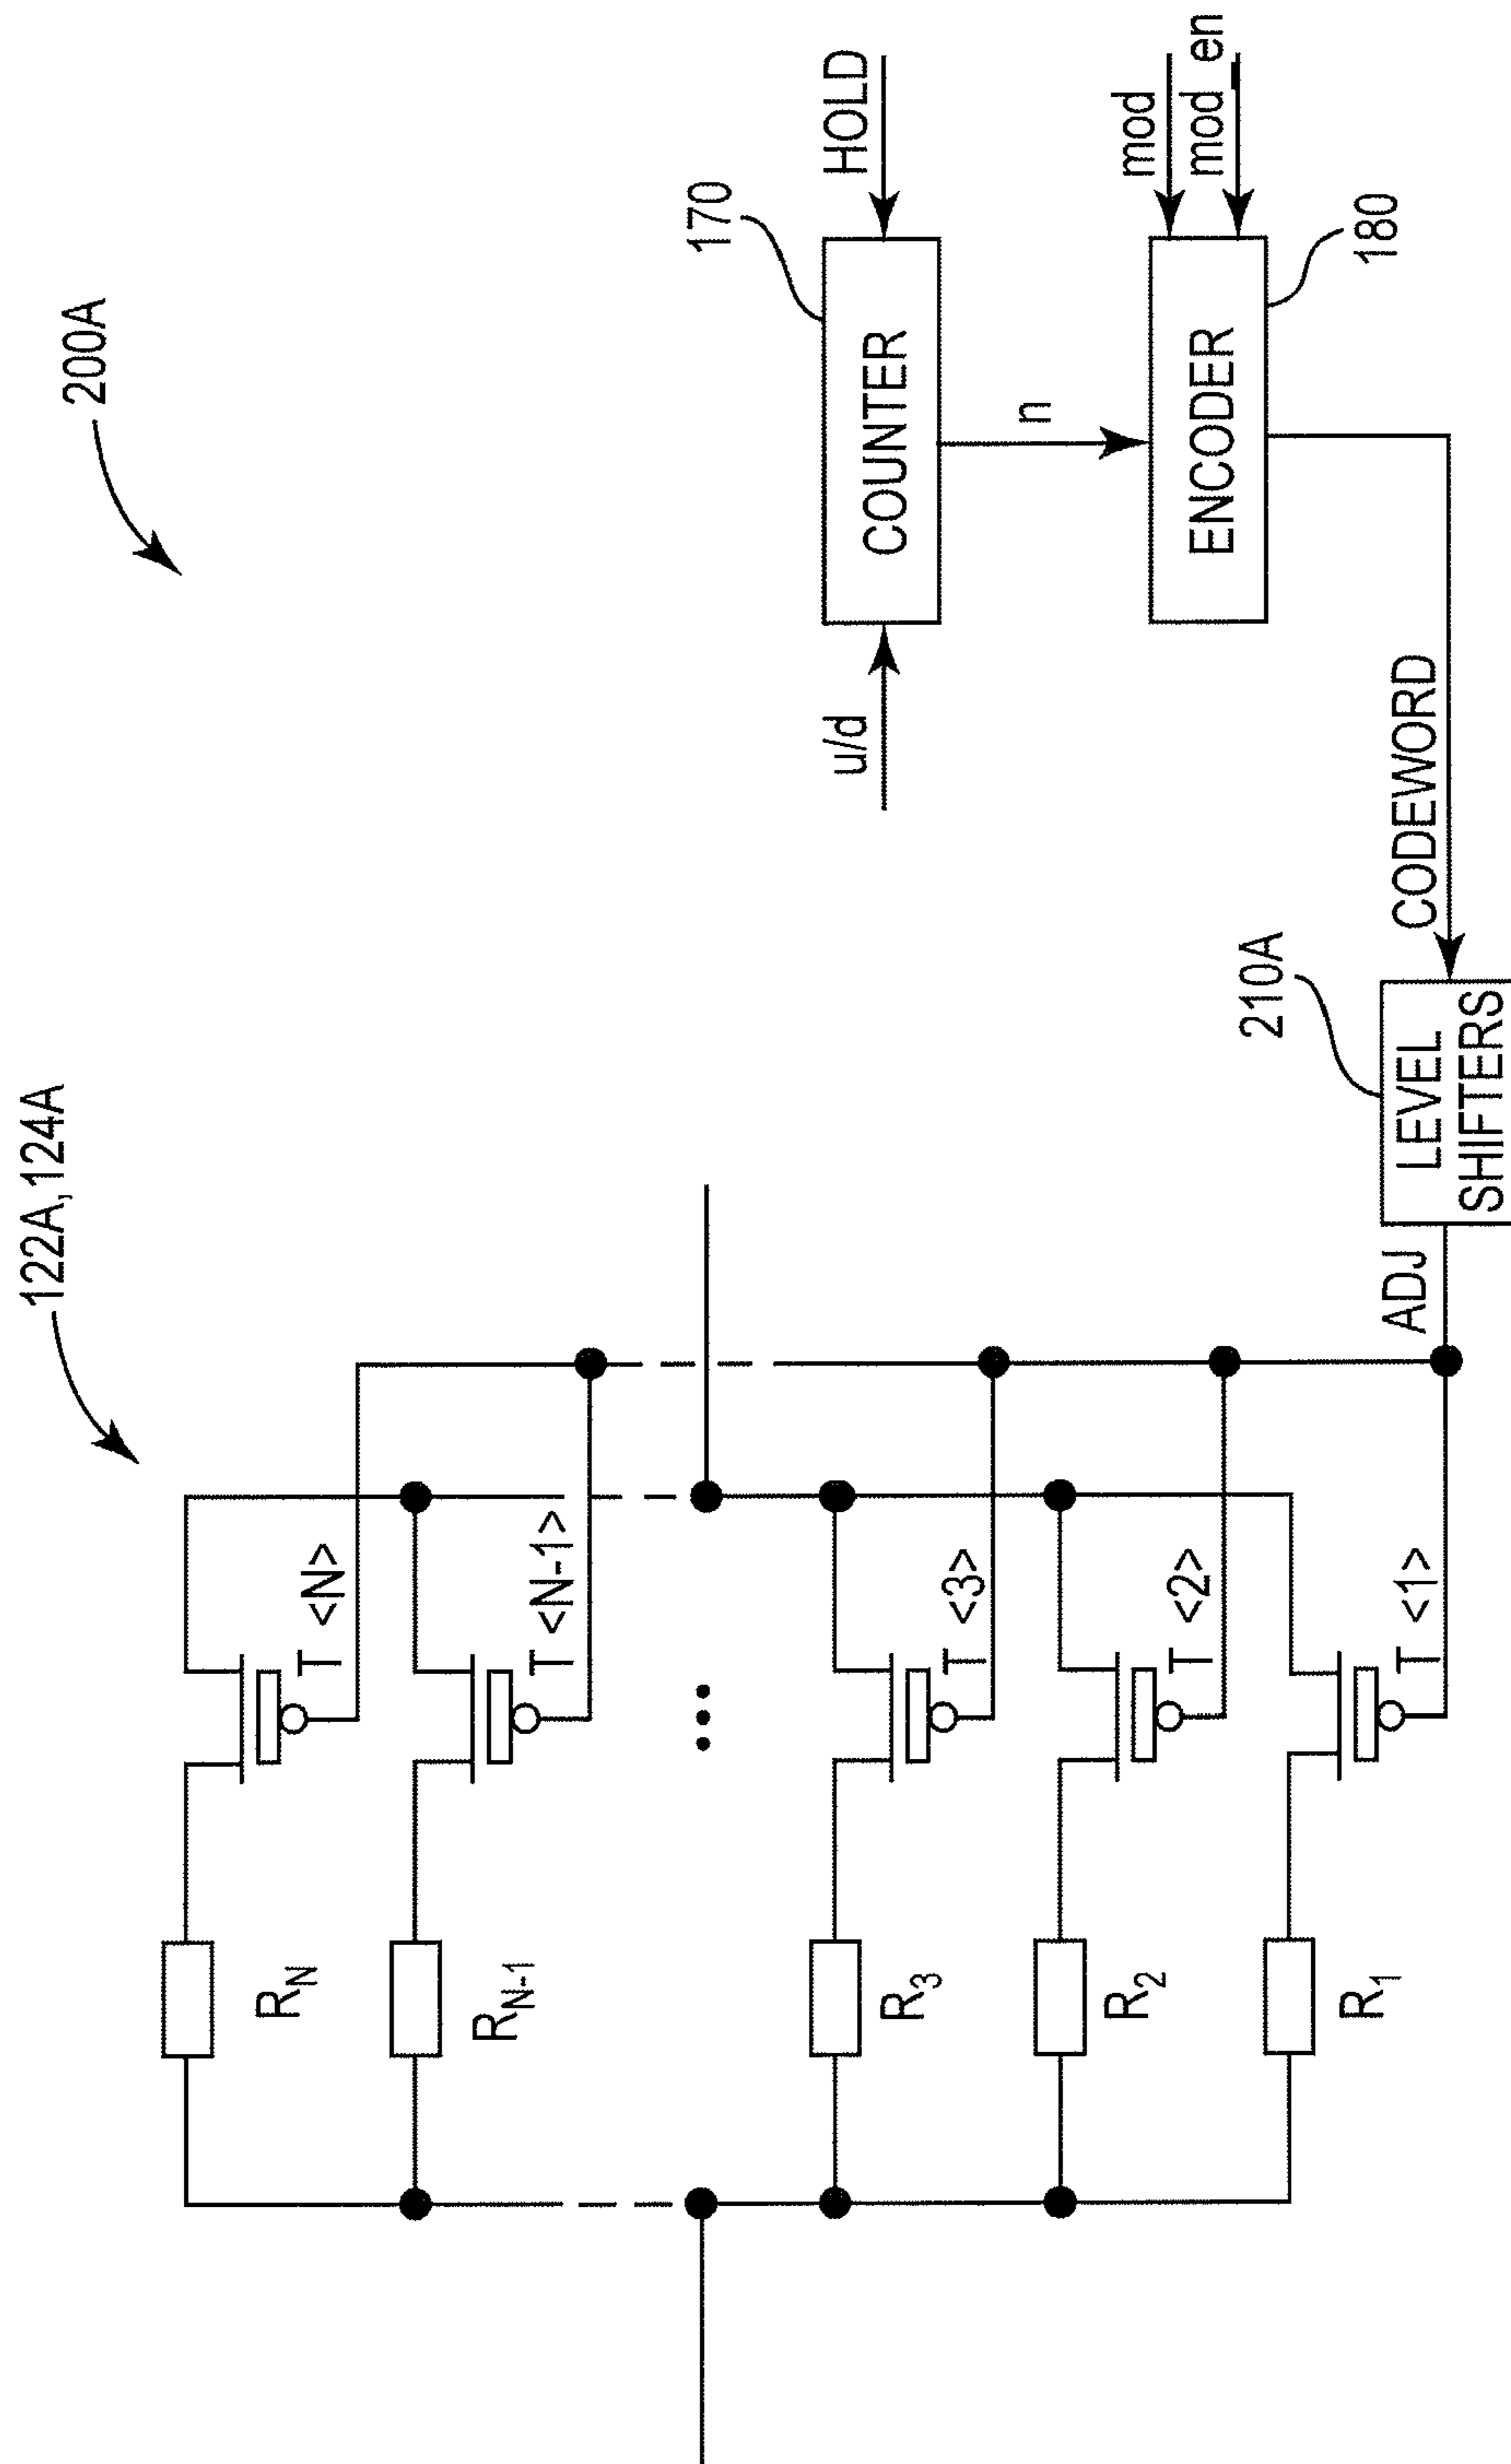 200A
122A,124A
HOLD
170
COUNTER
u/d
n
mod
mod_en
ENCODER
180
CODEWORD
210A
LEVEL
SHIFTERS
ADJ
T <N>
T <N-1>
T <3>
T <2>
T <1>
R_N
R_N-1
R_3
R_2
R_1